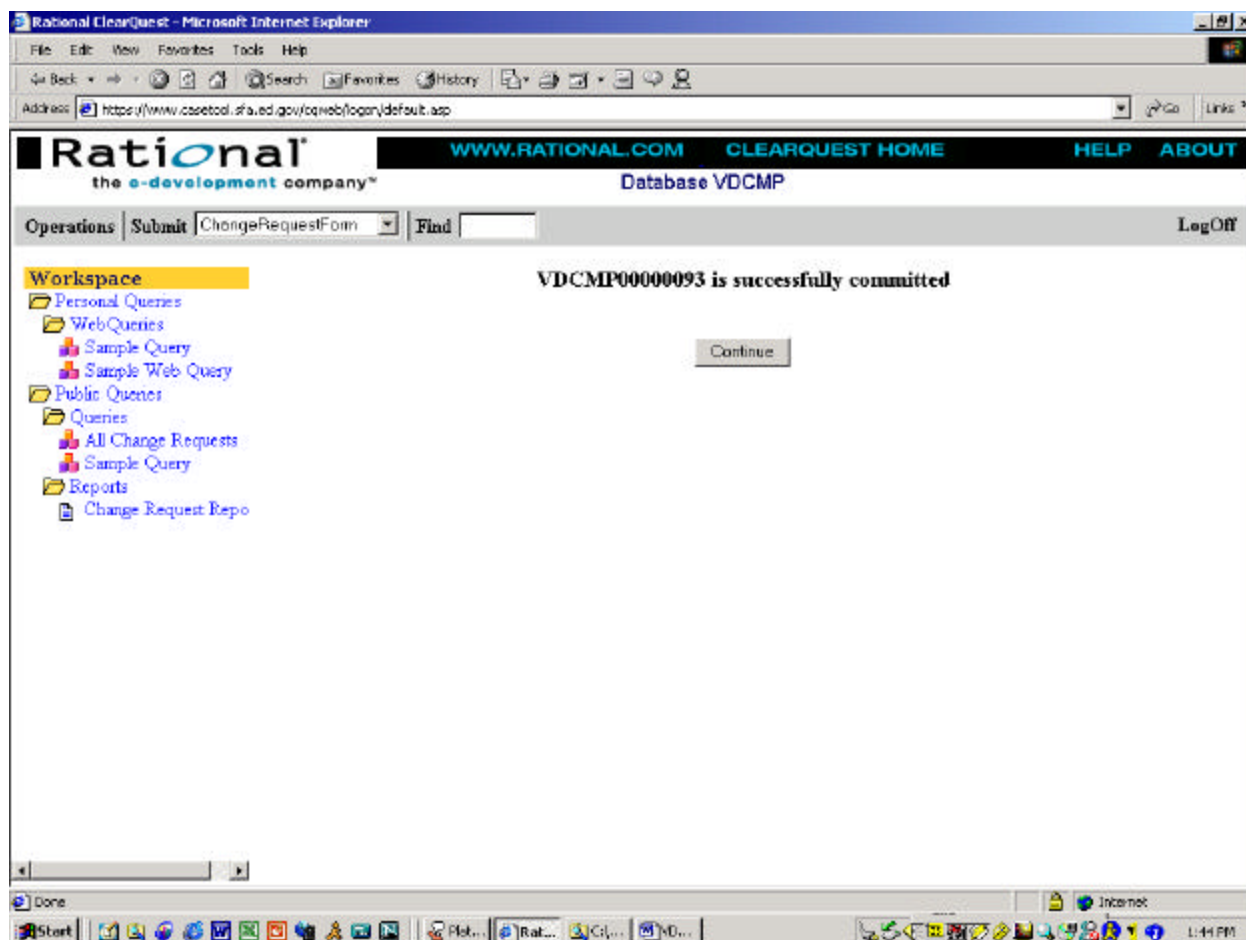 Rational ClearQuest - Microsoft Internet Explorer
File Edit View Favorites Tools Help
Back Search Favorites History
Address https://www.casetool.sfa.ed.gov/cqweb/logon/default.asp Go Links
Rational
the e-development company
WWW.RATIONAL.COM CLEARQUEST HOME HELP ABOUT
Database VDCMP
Operations Submit ChangeRequestForm Find LogOff
Workspace
VDCMP00000093 is successfully committed
Personal Queries
WebQueries
Sample Query
Continue
Sample Web Query
Public Queries
Queries
All Change Requests
Sample Query
Reports
Change Request Repo
Done Internet
Start Rat... 1:44 PM